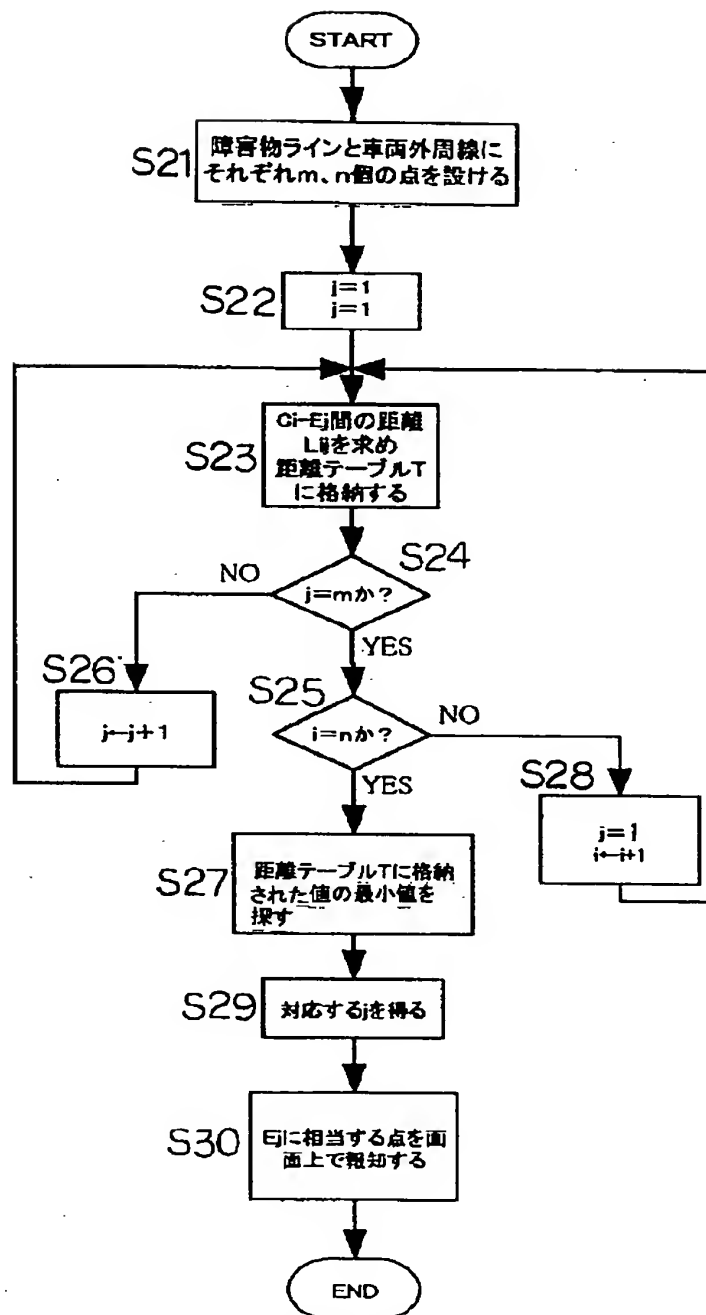 START
S21
障害物ラインと車両外周線に
それぞれm、n個の点を設ける
S22
j=1
j=1
S23
Ci-Ej間の距離
Lijを求め
距離テーブルT
に格納する
S24
NO
j=mか?
YES
S26
j←j+1
S25
NO
i=nか?
YES
S28
j=1
i←i+1
S27
距離テーブルTに格納
された値の最小値を
探す
S29
対応するjを得る
S30
Ejに相当する点を画
面上で報知する
END